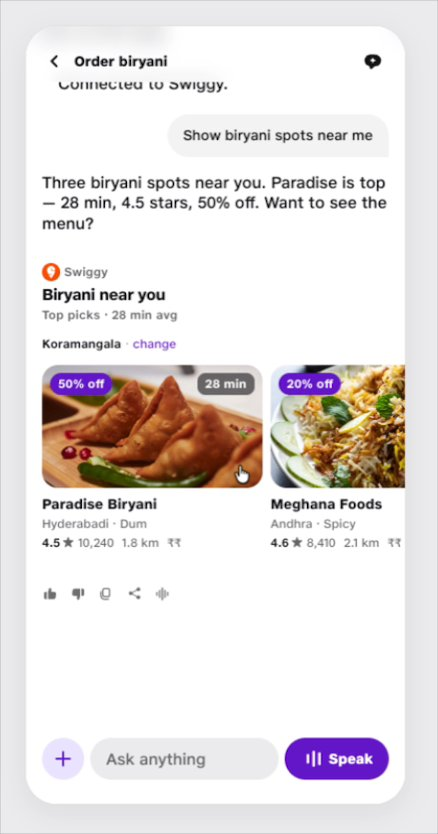 Order biryani
Connected to Swiggy.
Show biryani spots near me
Three biryani spots near you. Paradise is top
— 28 min, 4.5 stars, 50% off. Want to see the
menu?
Swiggy
Biryani near you
Top picks · 28 min avg
Koramangala · change
50% off
28 min
20% off
Paradise Biryani
Meghana Foods
Hyderabadi · Dum
Andhra · Spicy
4.5 ★ 10,240 1.8 km ₹₹
4.6 ★ 8,410 2.1 km ₹₹
Ask anything
Speak